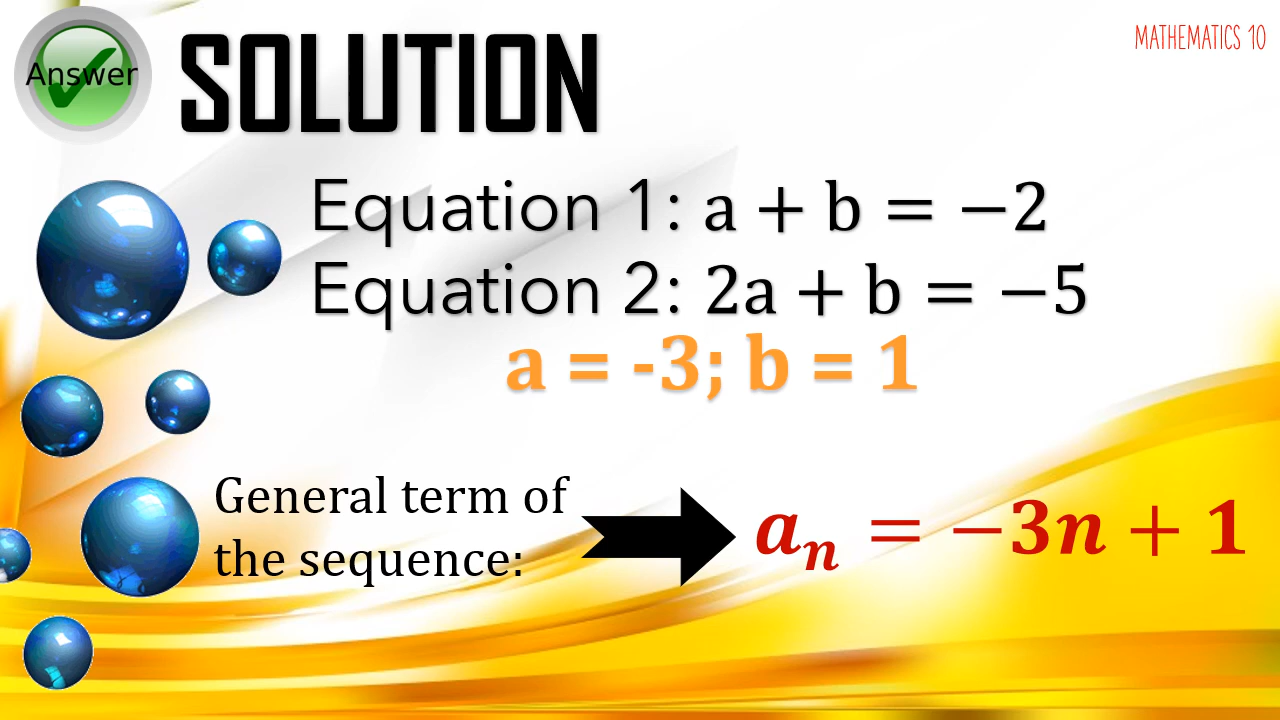 Answer
SOLUTION
MATHEMATICS 10
Equation 1: a + b = −2
Equation 2: 2a + b = −5
a = -3; b = 1
General term of
the sequence:
aₙ = −3n + 1